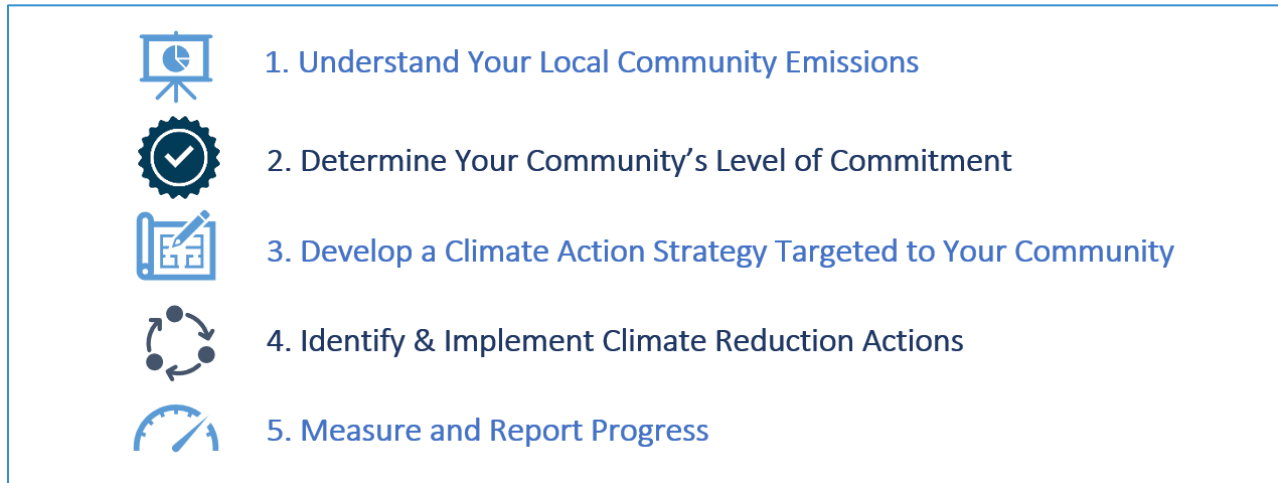 1. Understand Your Local Community Emissions
2. Determine Your Community’s Level of Commitment
3. Develop a Climate Action Strategy Targeted to Your Community
4. Identify & Implement Climate Reduction Actions
5. Measure and Report Progress